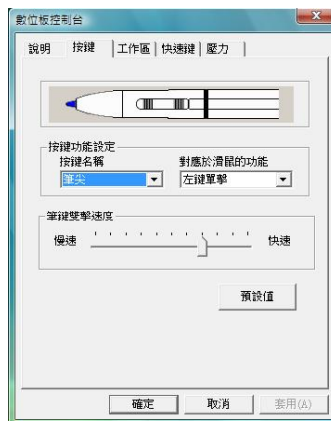 數位板控制台
說明 按鍵 工作區 快速鍵 壓力
按鍵功能設定
按鍵名稱 對應於滑鼠的功能
筆尖 左鍵單擊
筆鍵雙擊速度
慢速 快速
預設值
確定 取消 套用(A)